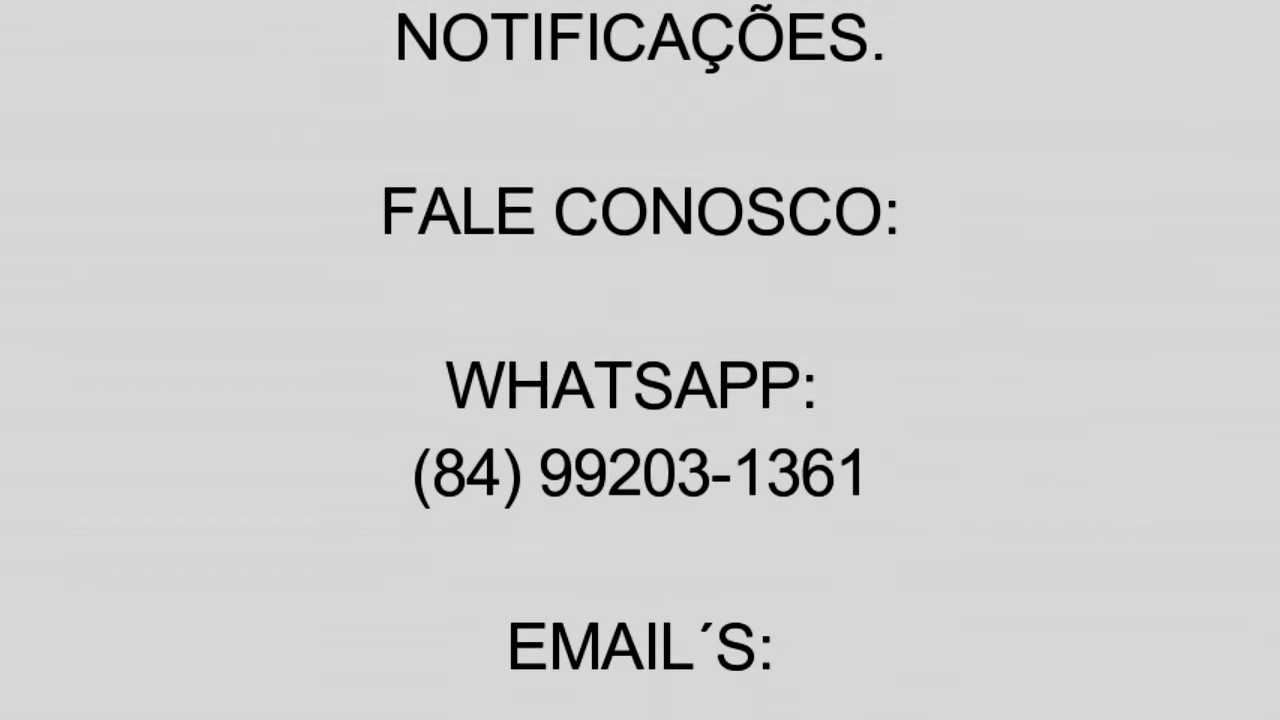 NOTIFICAÇÕES.
FALE CONOSCO:
WHATSAPP:
(84) 99203-1361
EMAIL´S: